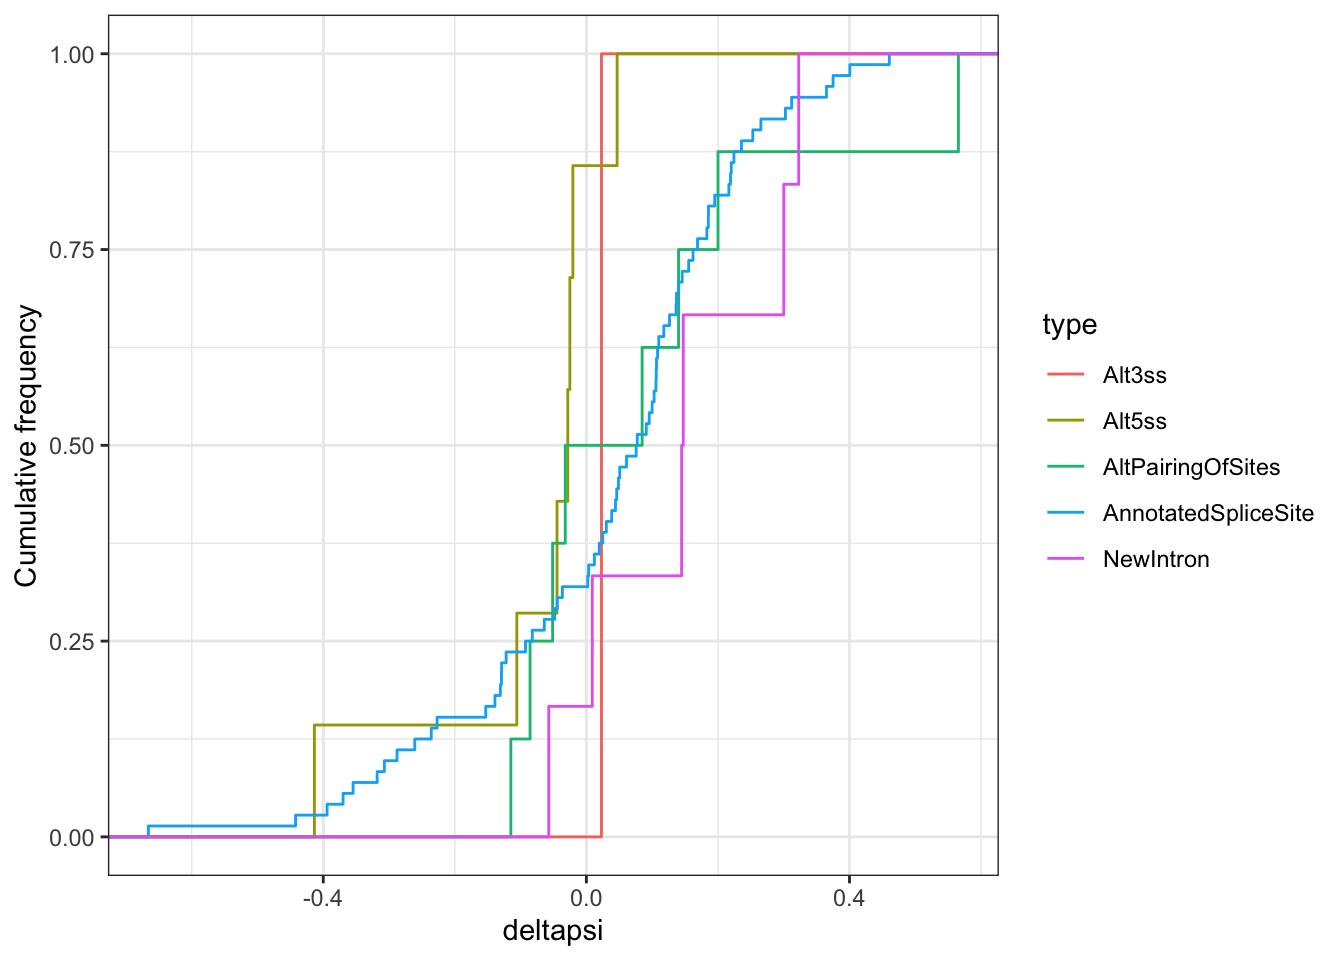 1.00
0.75
0.50
0.25
0.00
Cumulative frequency
-0.4
0.0
0.4
deltapsi
type
Alt3ss
Alt5ss
AltPairingOfSites
AnnotatedSpliceSite
NewIntron